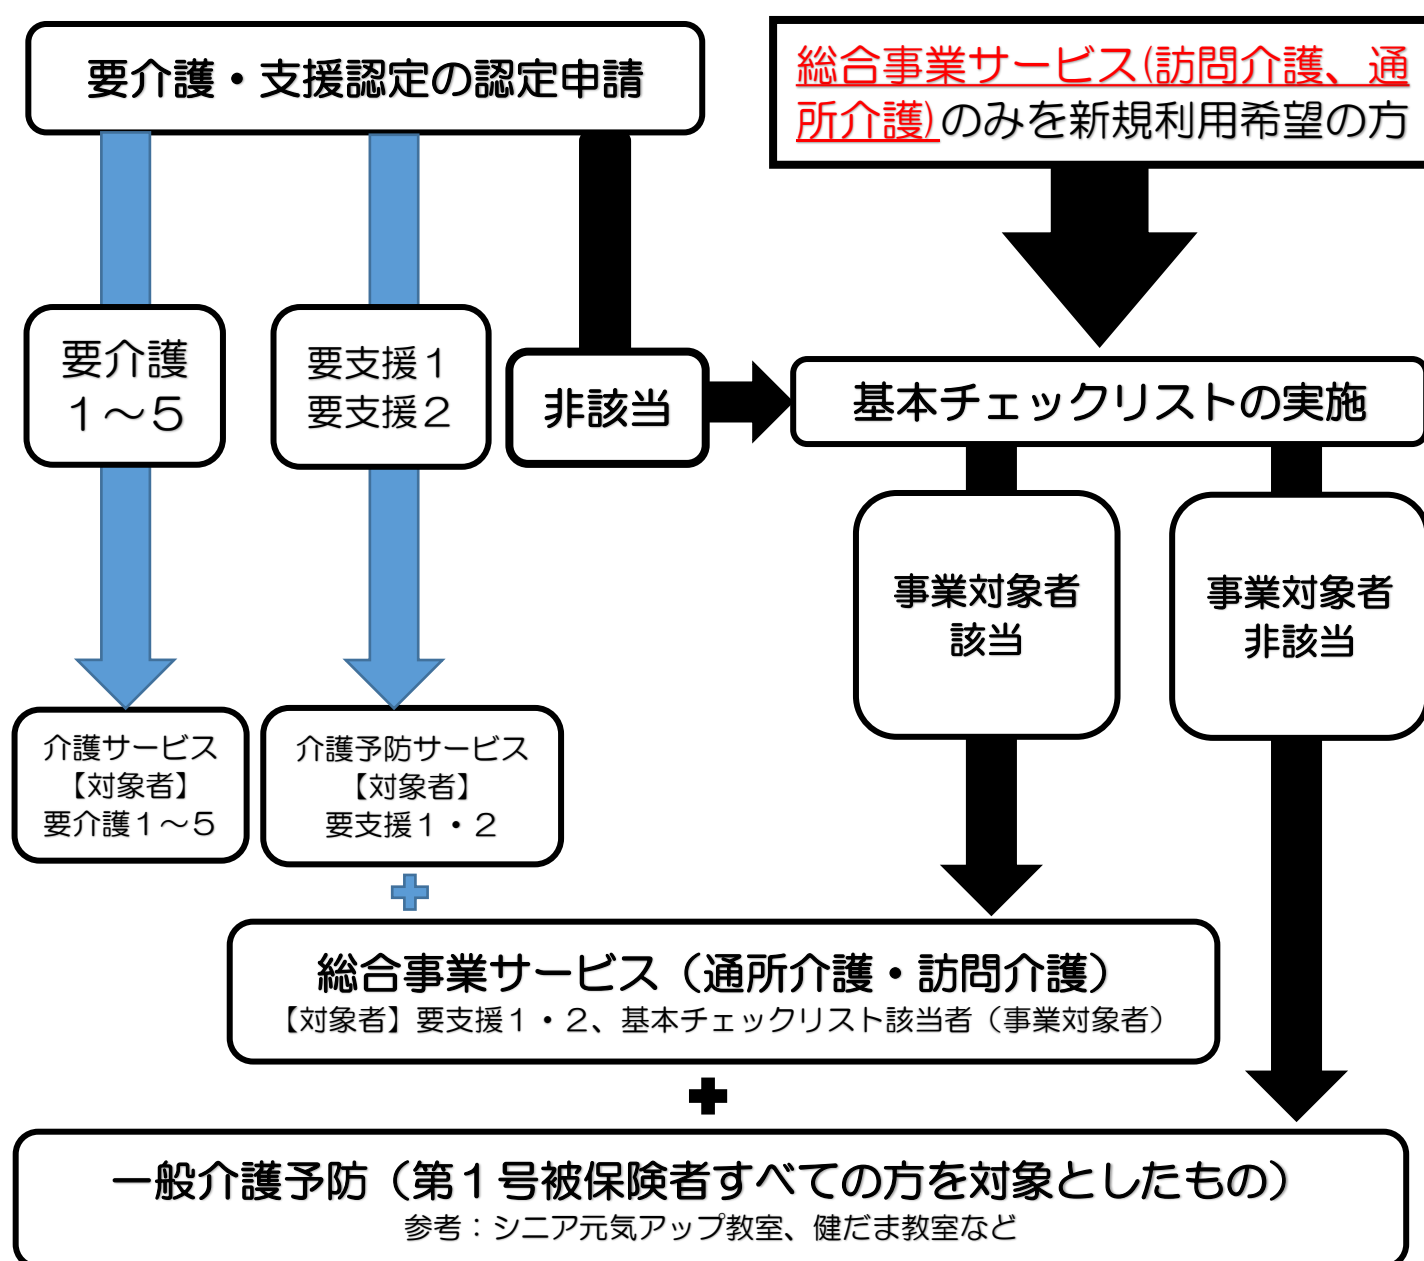 要介護・支援認定の認定申請
総合事業サービス(訪問介護、通
所介護)のみを新規利用希望の方
要介護
１～５
要支援１
要支援２
非該当
基本チェックリストの実施
事業対象者
該当
事業対象者
非該当
介護サービス
【対象者】
要介護１～５
介護予防サービス
【対象者】
要支援１・２
総合事業サービス（通所介護・訪問介護）
【対象者】要支援１・２、基本チェックリスト該当者（事業対象者）
一般介護予防（第１号被保険者すべての方を対象としたもの）
参考：シニア元気アップ教室、健だま教室など